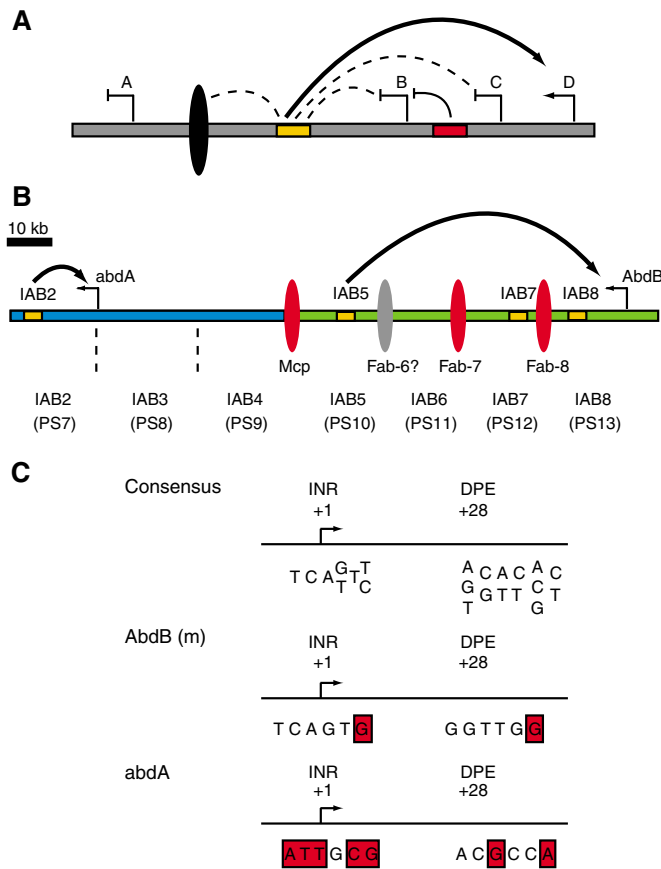 A
A B C D
B
10 kb
IAB2 abdA IAB5 IAB7 IAB8 AbdB
Mcp Fab-6? Fab-7 Fab-8
IAB2 IAB3 IAB4 IAB5 IAB6 IAB7 IAB8
(PS7) (PS8) (PS9) (PS10) (PS11) (PS12) (PS13)
C
Consensus INR DPE
+1 +28
G T A A C
T C A T C A C A C
T C G G T T C T
T G
AbdB (m) INR DPE
+1 +28
T C A G T G G G T T G G
abdA INR DPE
+1 +28
A T T G C G A C G C C A